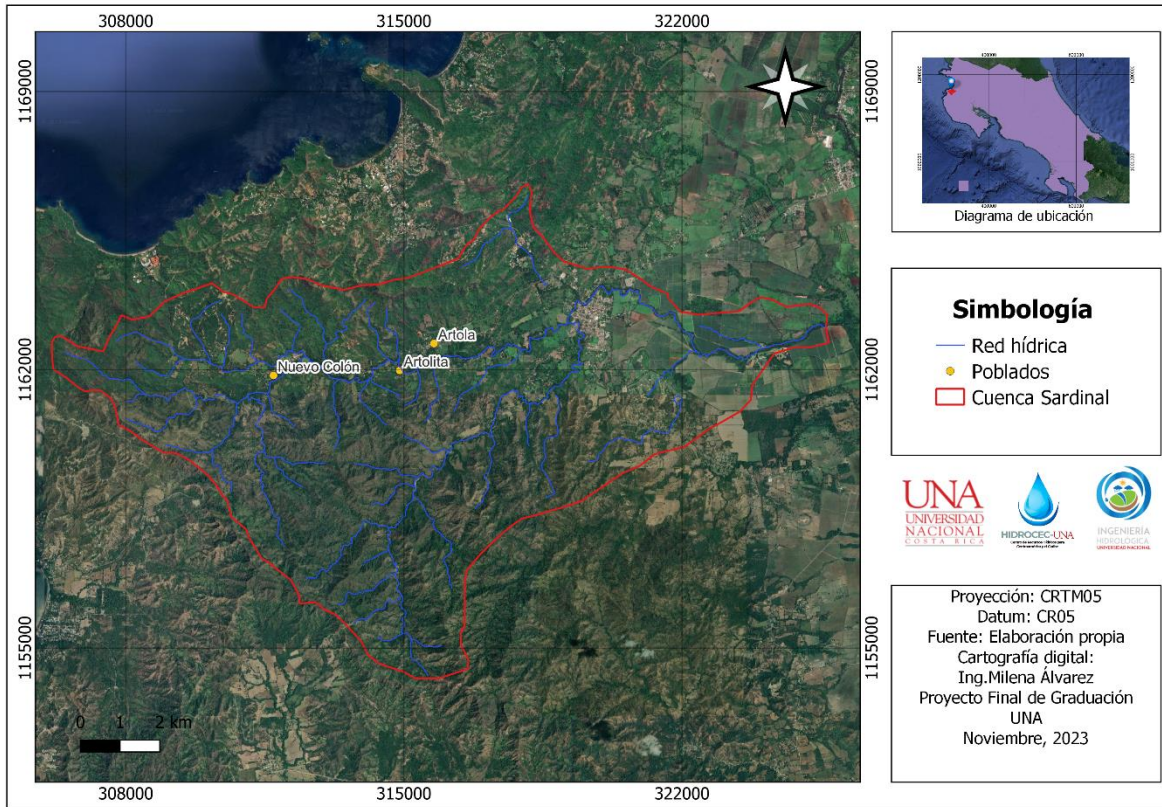 308000
315000
322000
1169000
1169000
1162000
1162000
1155000
1155000
Nuevo Colón
Artolita
Artola
0 1 2 km
308000
315000
322000
Diagrama de ubicación
Simbología
Red hídrica
Poblados
Cuenca Sardinal
UNA
UNIVERSIDAD
NACIONAL
COSTA RICA
HIDROCEC-UNA
INGENIERÍA
HIDROLÓGICA
UNIVERSIDAD NACIONAL
Proyección: CRTM05
Datum: CR05
Fuente: Elaboración propia
Cartografía digital:
Ing.Milena Álvarez
Proyecto Final de Graduación
UNA
Noviembre, 2023